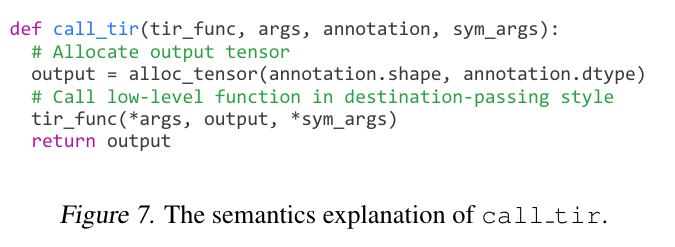 def call_tir(tir_func, args, annotation, sym_args):
  # Allocate output tensor
  output = alloc_tensor(annotation.shape, annotation.dtype)
  # Call low-level function in destination-passing style
  tir_func(*args, output, *sym_args)
  return output
Figure 7. The semantics explanation of call_tir.